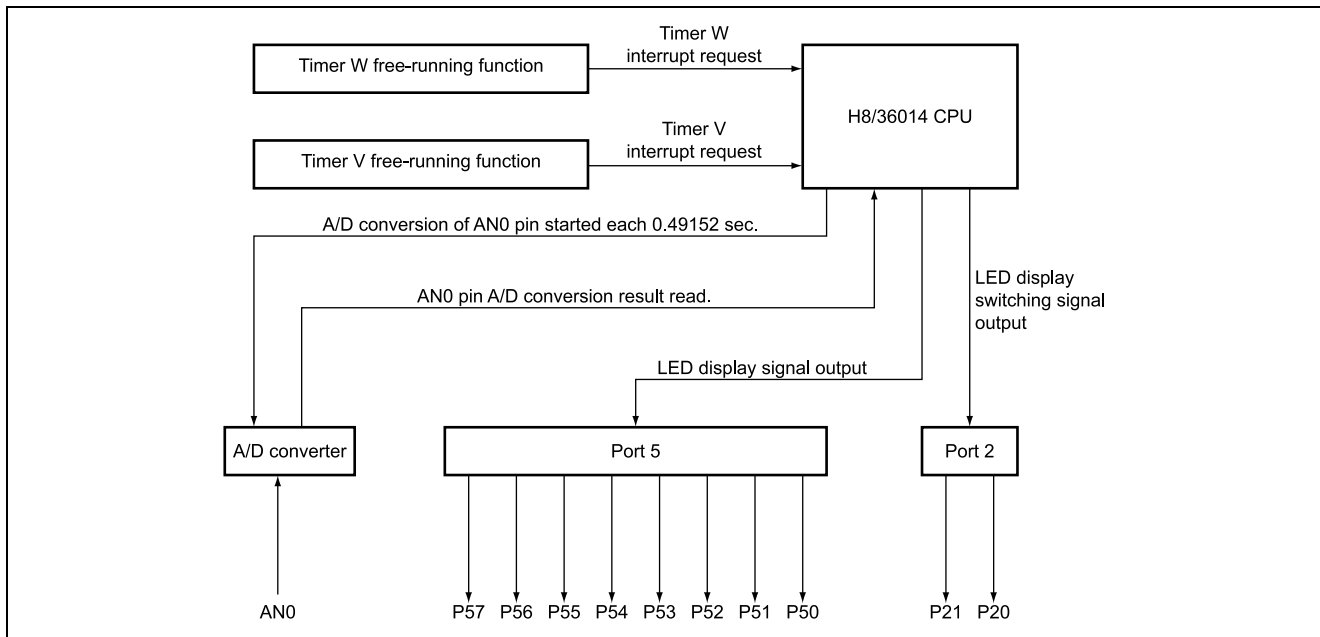 Timer W free-running function
Timer W
interrupt request
H8/36014 CPU
Timer V free-running function
Timer V
interrupt request
A/D conversion of AN0 pin started each 0.49152 sec.
AN0 pin A/D conversion result read.
LED display
switching signal
output
LED display signal output
A/D converter
Port 5
Port 2
AN0
P57
P56
P55
P54
P53
P52
P51
P50
P21
P20